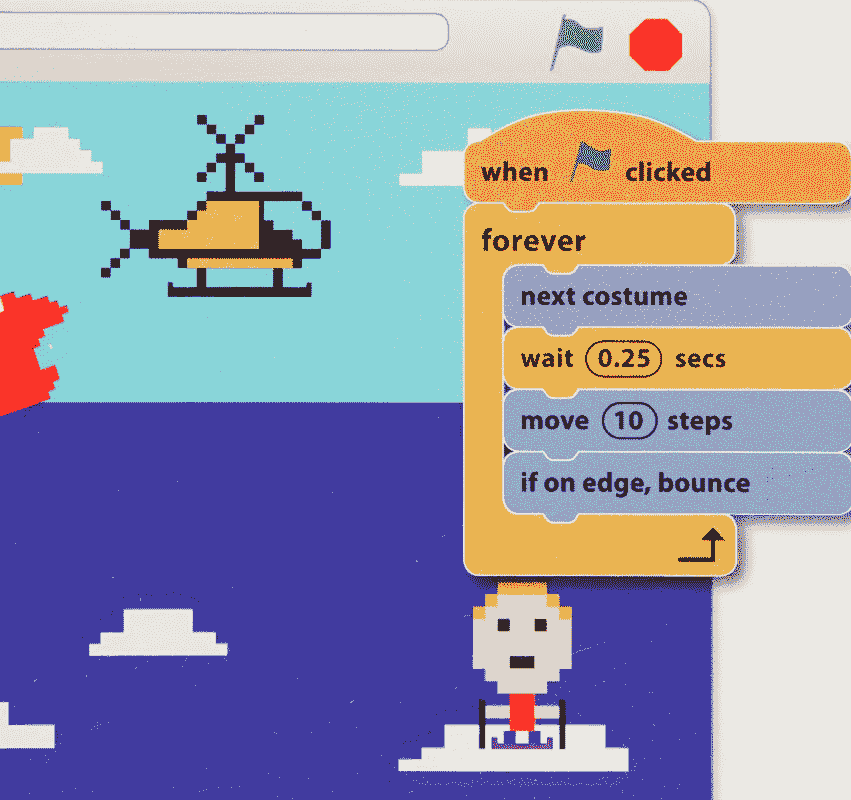 when clicked
forever
next costume
wait 0.25 secs
move 10 steps
if on edge, bounce